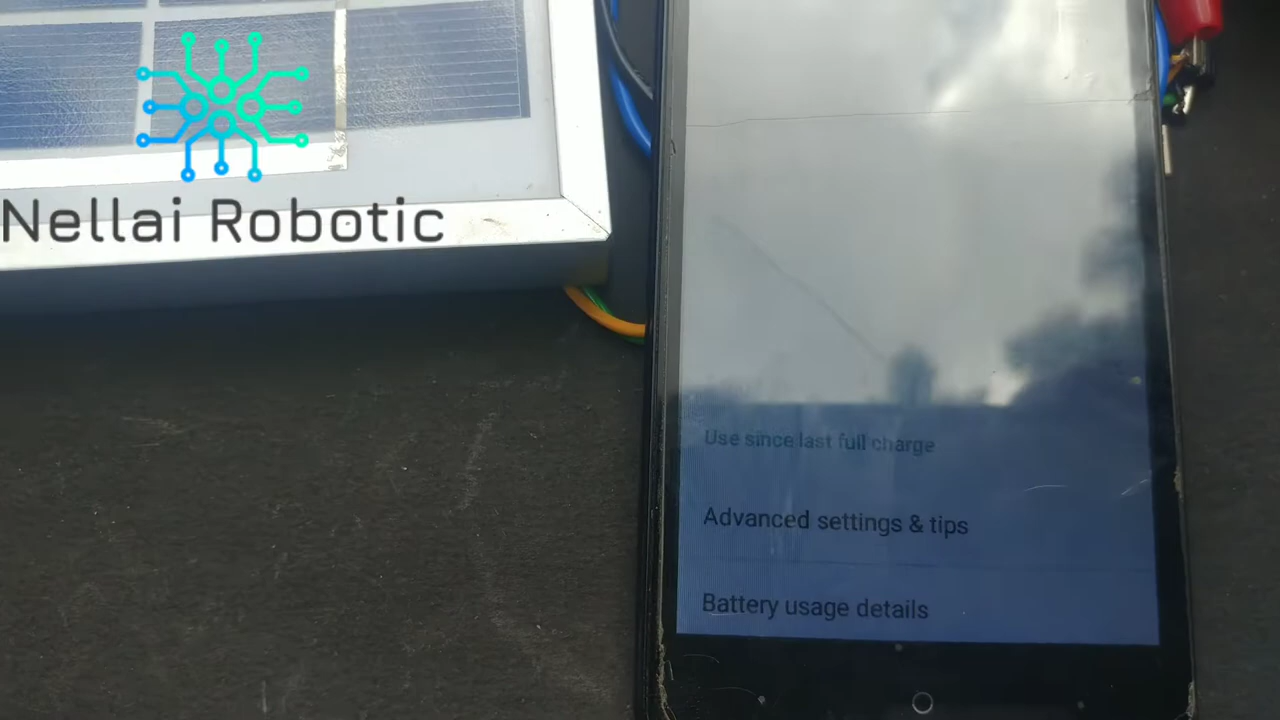 Nellai Robotic
Use since last full charge
Advanced settings & tips
Battery usage details